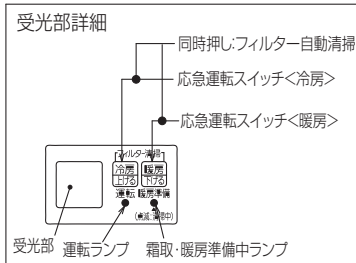 受光部詳細
同時押し:フィルター自動清掃
応急運転スイッチ<冷房>
応急運転スイッチ<暖房>
フィルター清掃
冷房 暖房
上げる 下げる
運転 暖房準備
(点滅:清掃中)
受光部 運転ランプ 霜取・暖房準備中ランプ